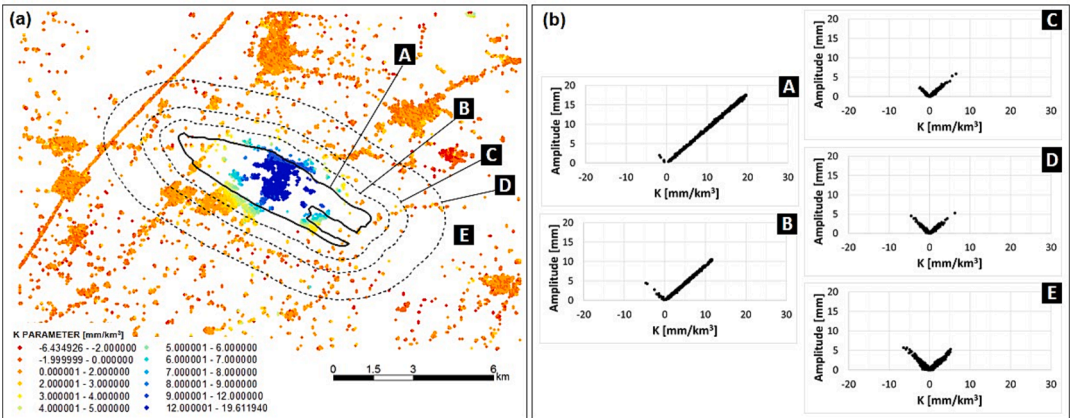 (a)
A
B
C
D
E
K PARAMETER [mm/km³]
-6.434926 - -2.000000
-1.999999 - 0.000000
0.000001 - 2.000000
2.000001 - 3.000000
3.000001 - 4.000000
4.000001 - 5.000000
5.000001 - 6.000000
6.000001 - 7.000000
7.000001 - 8.000000
8.000001 - 9.000000
9.000001 - 12.000000
12.000001 - 19.611940
0 1.5 3 6
km
(b)
A
Amplitude [mm]
20
15
10
5
0
-20 -10 0 10 20 30
K [mm/km³]
B
Amplitude [mm]
20
15
10
5
0
-20 -10 0 10 20 30
K [mm/km³]
C
Amplitude [mm]
20
15
10
5
0
-20 -10 0 10 20 30
K [mm/km³]
D
Amplitude [mm]
20
15
10
5
0
-20 -10 0 10 20 30
K [mm/km³]
E
Amplitude [mm]
20
15
10
5
0
-20 -10 0 10 20 30
K [mm/km³]